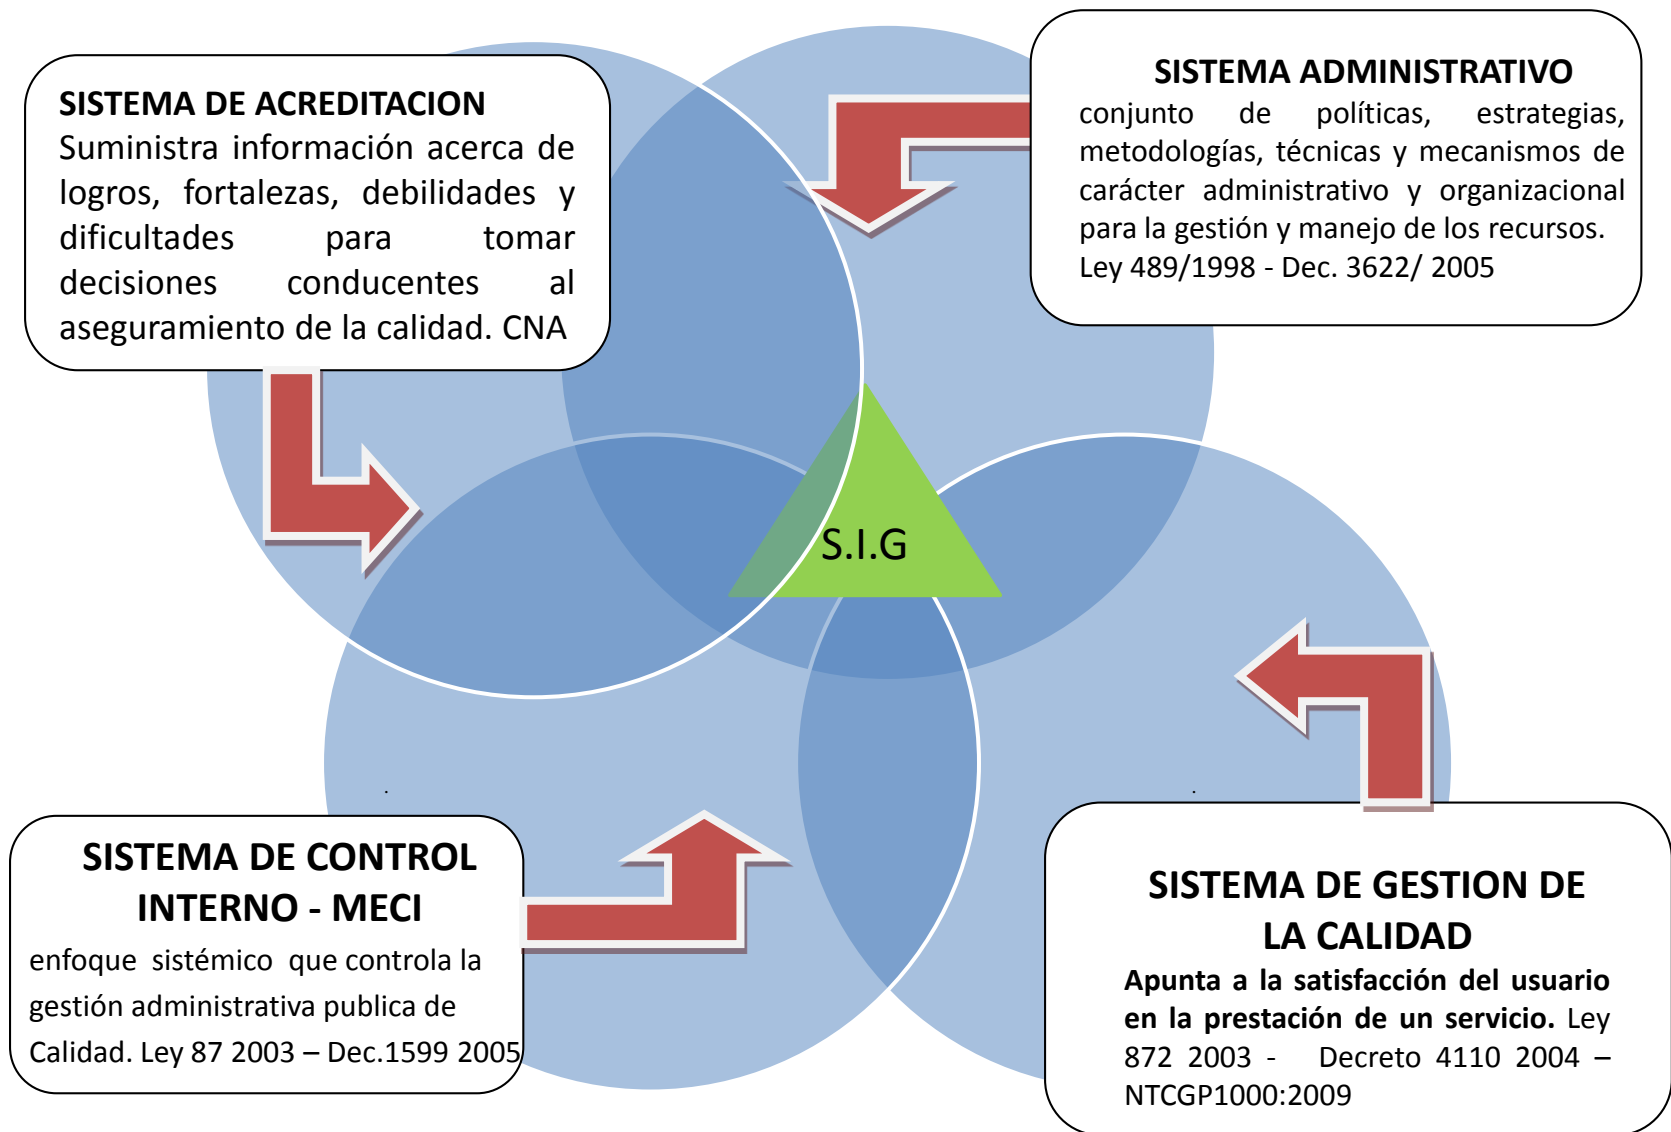 SISTEMA DE ACREDITACION
Suministra información acerca de
logros, fortalezas, debilidades y
dificultades para tomar
decisiones conducentes al
aseguramiento de la calidad. CNA
SISTEMA ADMINISTRATIVO
conjunto de políticas, estrategias,
metodologías, técnicas y mecanismos de
carácter administrativo y organizacional
para la gestión y manejo de los recursos.
Ley 489/1998 - Dec. 3622/ 2005
S.I.G
.
.
SISTEMA DE CONTROL
INTERNO - MECI
enfoque sistémico que controla la
gestión administrativa publica de
Calidad. Ley 87 2003 – Dec.1599 2005
SISTEMA DE GESTION DE
LA CALIDAD
Apunta a la satisfacción del usuario
en la prestación de un servicio. Ley
872 2003 - Decreto 4110 2004 –
NTCGP1000:2009